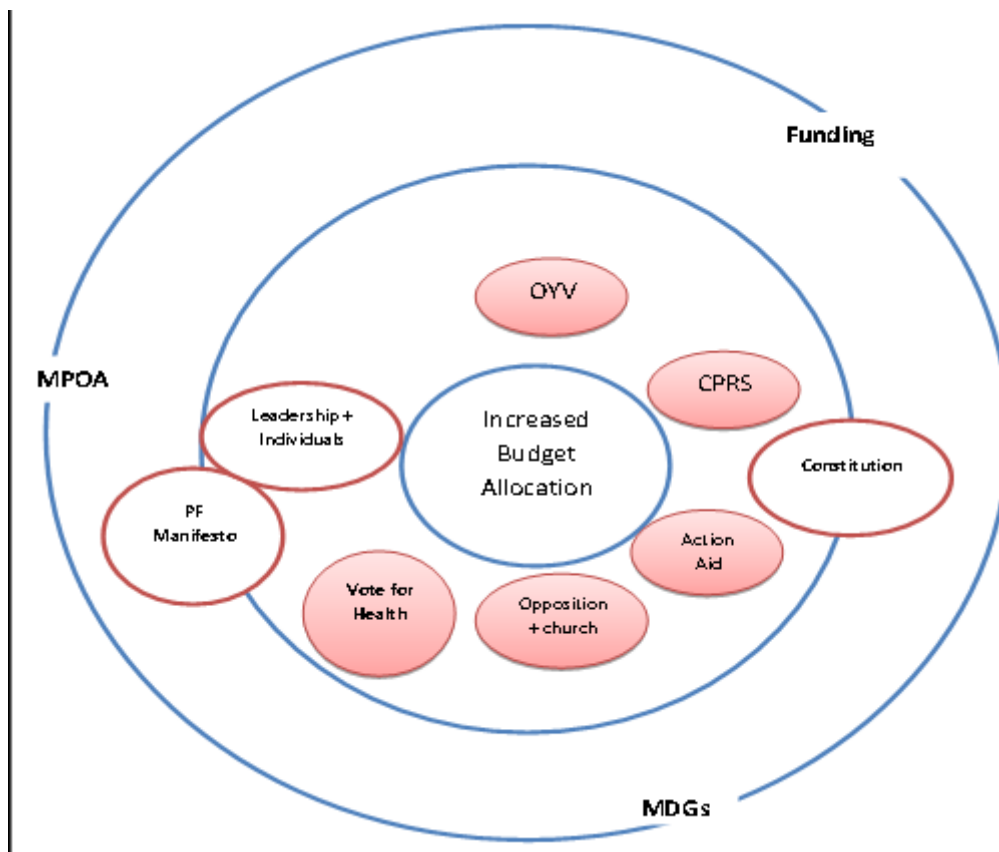 Funding
OYV
MPOA
CPRS
Leadership +
Individuals
Increased
Budget
Allocation
Constitution
PF
Manifesto
Action
Aid
Vote for
Health
Opposition
+ church
MDGs